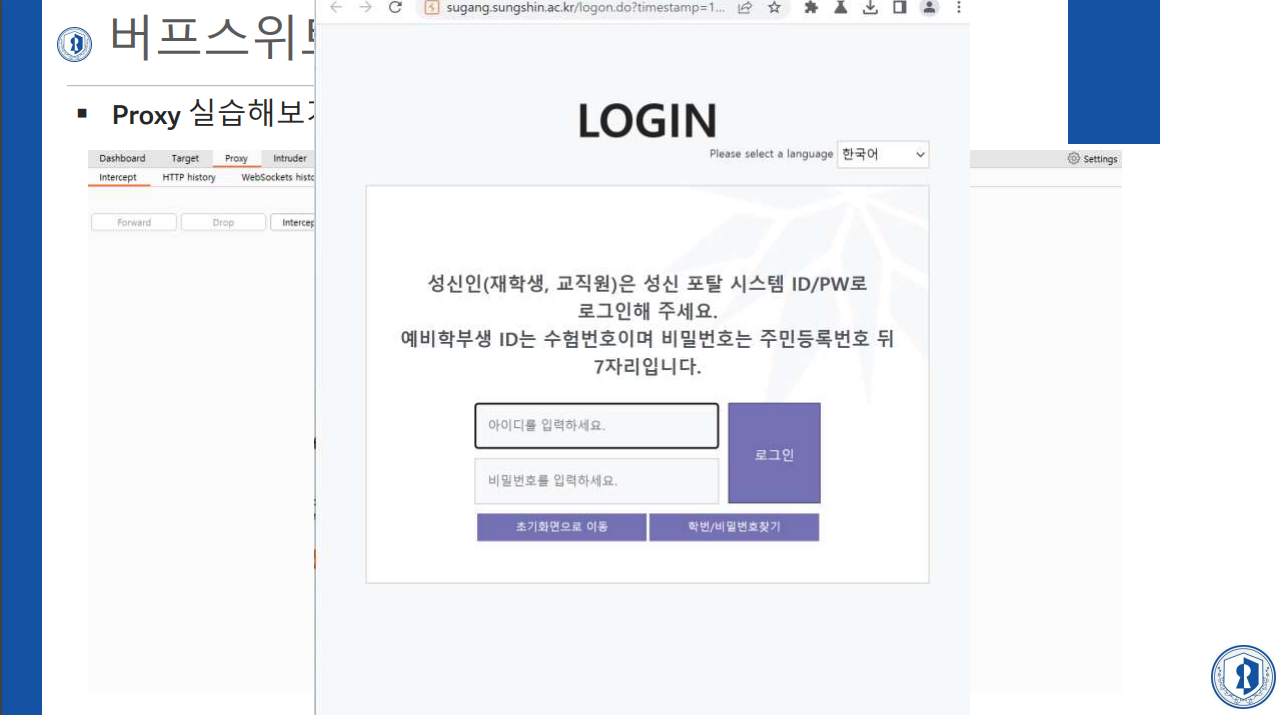 버프스위트
sugang.sungshin.ac.kr/logon.do?timestamp=1...
▪ Proxy 실습해보
LOGIN
Please select a language 한국어
Dashboard Target Proxy Intruder
Settings
Intercept HTTP history WebSockets histo
Forward Drop Intercep
성신인(재학생, 교직원)은 성신 포탈 시스템 ID/PW로
로그인해 주세요.
예비학부생 ID는 수험번호이며 비밀번호는 주민등록번호 뒤
7자리입니다.
아이디를 입력하세요.
로그인
비밀번호를 입력하세요.
초기화면으로 이동 학번/비밀번호찾기